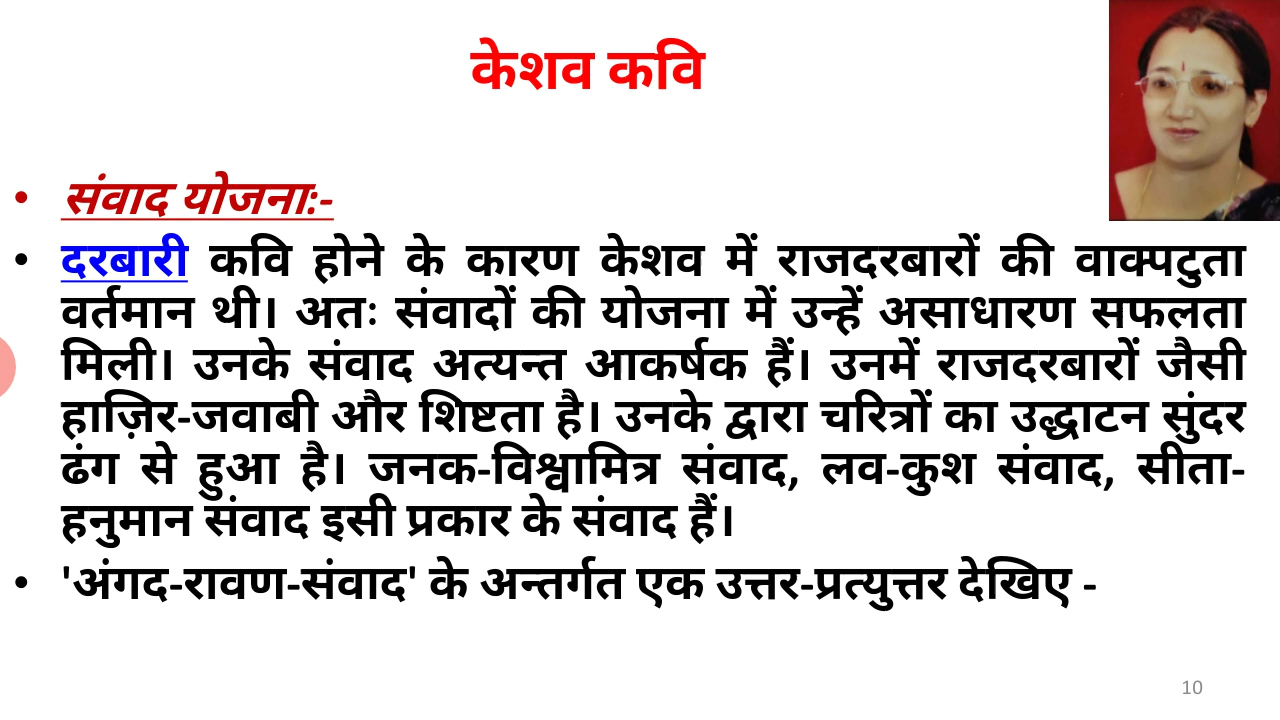 केशव कवि
• संवाद योजनाः-
• दरबारी कवि होने के कारण केशव में राजदरबारों की वाक्पटुता
वर्तमान थी। अतः संवादों की योजना में उन्हें असाधारण सफलता
मिली। उनके संवाद अत्यन्त आकर्षक हैं। उनमें राजदरबारों जैसी
हाज़िर-जवाबी और शिष्टता है। उनके द्वारा चरित्रों का उद्घाटन सुंदर
ढंग से हुआ है। जनक-विश्वामित्र संवाद, लव-कुश संवाद, सीता-
हनुमान संवाद इसी प्रकार के संवाद हैं।
• 'अंगद-रावण-संवाद' के अन्तर्गत एक उत्तर-प्रत्युत्तर देखिए -
10